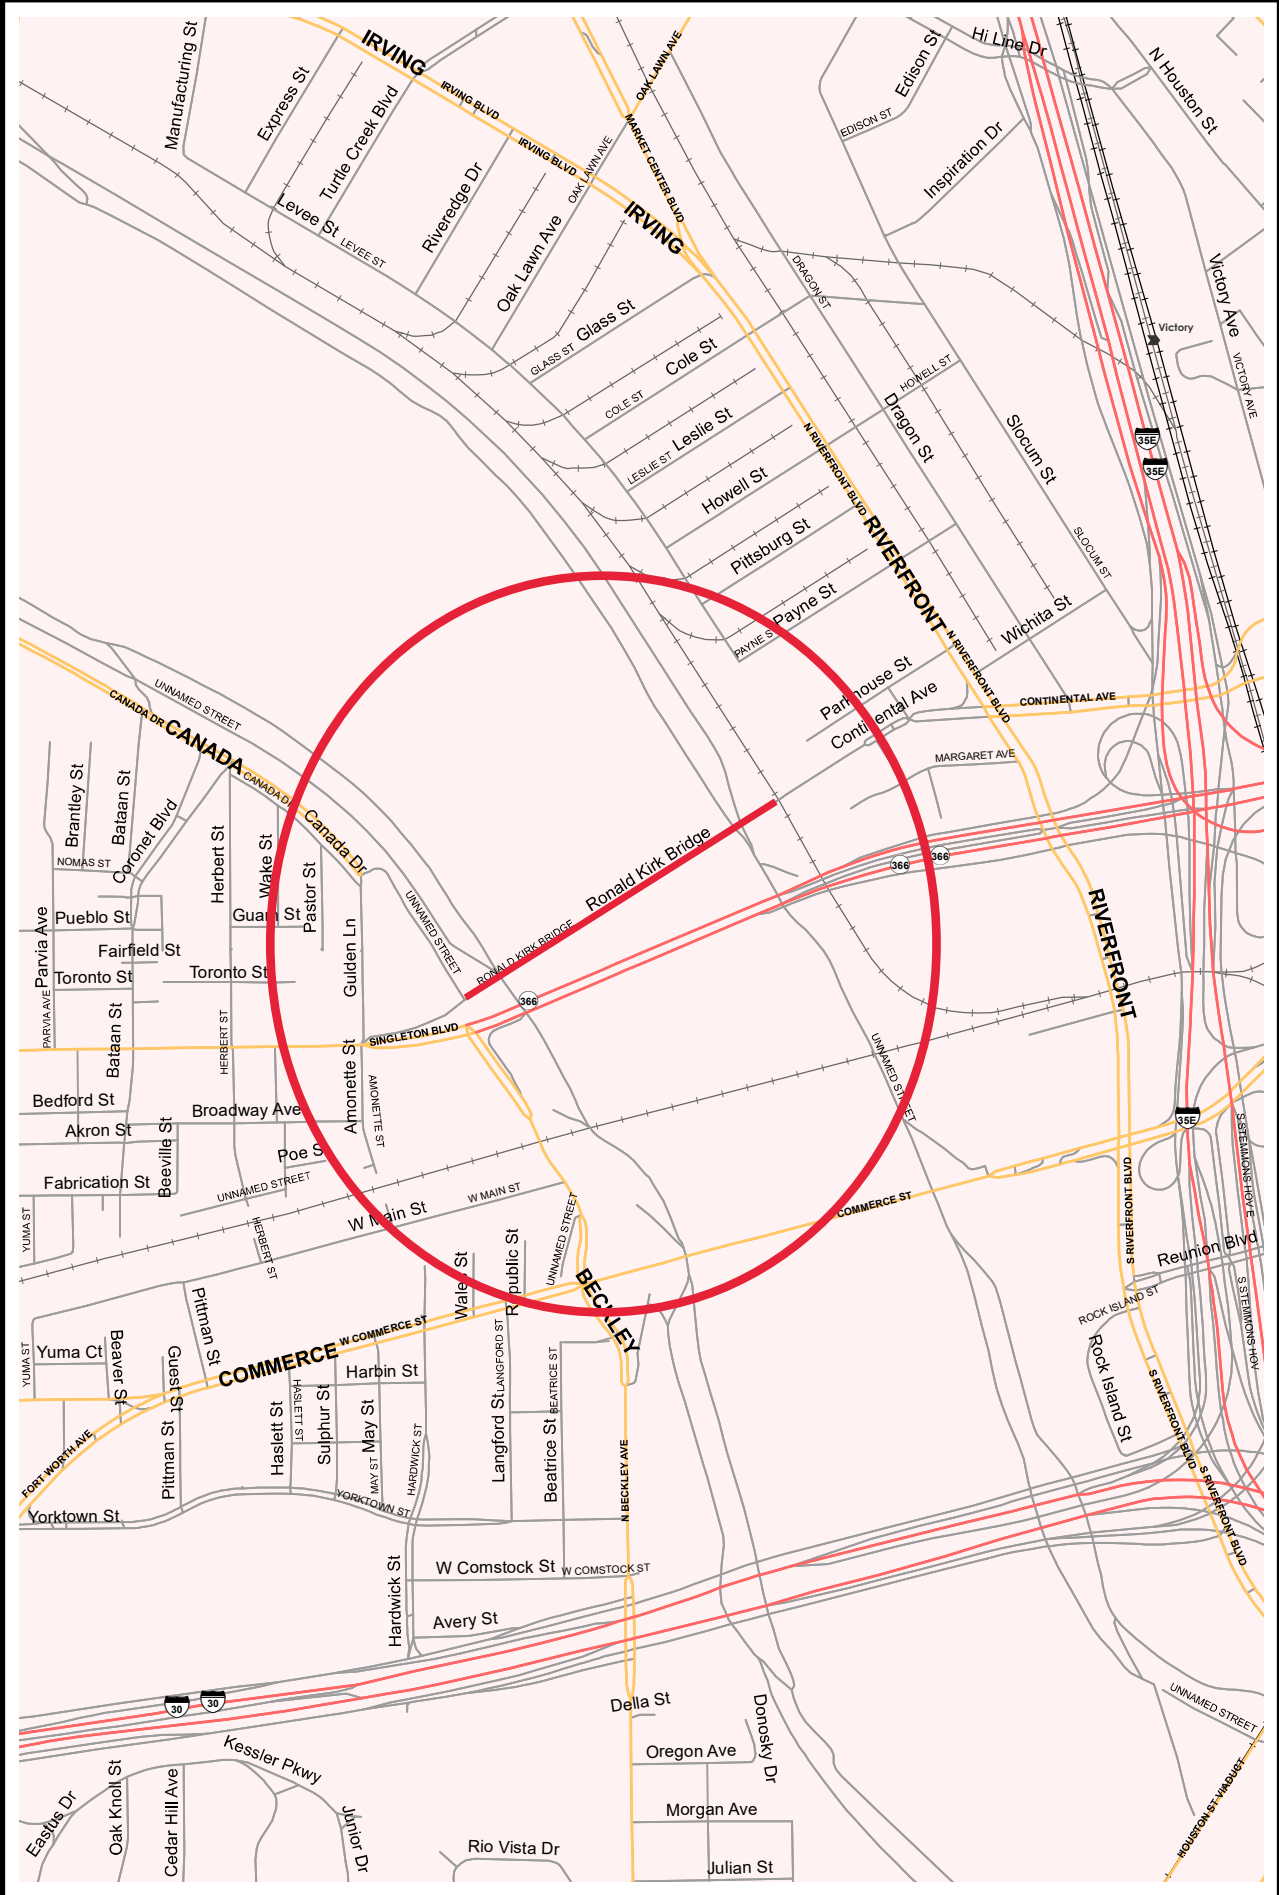 Manufacturing St
Express St
IRVING
IRVING BLVD
Turtle Creek Blvd
OAK LAWN AVE
MARKET CENTER BLVD
Edison St
EDISON ST
Hi Line Dr
N Houston St
Inspiration Dr
IRVING BLVD
OAK LAWN AVE
Riveredge Dr
Levee St
LEVEE ST
IRVING
Oak Lawn Ave
DRAGON ST
Victory Ave
Victory
VICTORY AVE
Glass St
GLASS ST
Cole St
COLE ST
HOWELL ST
Leslie St
LESLIE ST
Dragon St
Slocum St
35E
35E
N RIVERFRONT BLVD
Howell St
Pittsburg St
RIVERFRONT
SLOCUM ST
Payne St
PAYNE S
Wichita St
N RIVERFRONT BLVD
Parkhouse St
Continental Ave
CONTINENTAL AVE
MARGARET AVE
UNNAMED STREET
CANADA DR
CANADA
CANADA DR
Canada Dr
Brantley St
Bataan St
Coronet Blvd
Herbert St
Wake St
Pastor St
NOMAS ST
Ronald Kirk Bridge
RONALD KIRK BRIDGE
366
366
UNNAMED STREET
Pueblo St
Guam St
Parvia Ave
Fairfield St
Toronto St
Toronto St
Gulden Ln
RIVERFRONT
366
PARVIA AVE
Bataan St
HERBERT ST
SINGLETON BLVD
Amonette St
AMONETTE ST
UNNAMED STREET
Bedford St
Broadway Ave
Akron St
Beeville St
Poe S
35E
S STEMMONS HOV E
Fabrication St
UNNAMED STREET
W MAIN ST
W Main St
COMMERCE ST
S RIVERFRONT BLVD
YUMA ST
HERBERT ST
Wales St
Republic St
UNNAMED STREET
Reunion Blvd
BECKLEY
ROCK ISLAND ST
S STEMMONS HOV
Pittman St
W COMMERCE ST
COMMERCE
YUMA ST
Yuma Ct
Beaver St
Guest St
Harbin St
LANGFORD ST
BEATRICE ST
Rock Island St
S RIVERFRONT BLVD
FORT WORTH AVE
Pittman St
Haslett St
HASLETT ST
Sulphur St
May St
MAY ST
HARDWICK ST
Langford St
Beatrice St
N BECKLEY AVE
S RIVERFRONT BLVD
Yorktown St
YORKTOWN ST
Hardwick St
W Comstock St
W COMSTOCK ST
Avery St
30
30
Della St
Donosky Dr
UNNAMED STREET
HOUSTON ST VIADUCT
Kessler Pkwy
Oregon Ave
Eastus Dr
Oak Knoll St
Cedar Hill Ave
Junior Dr
Morgan Ave
Rio Vista Dr
Julian St